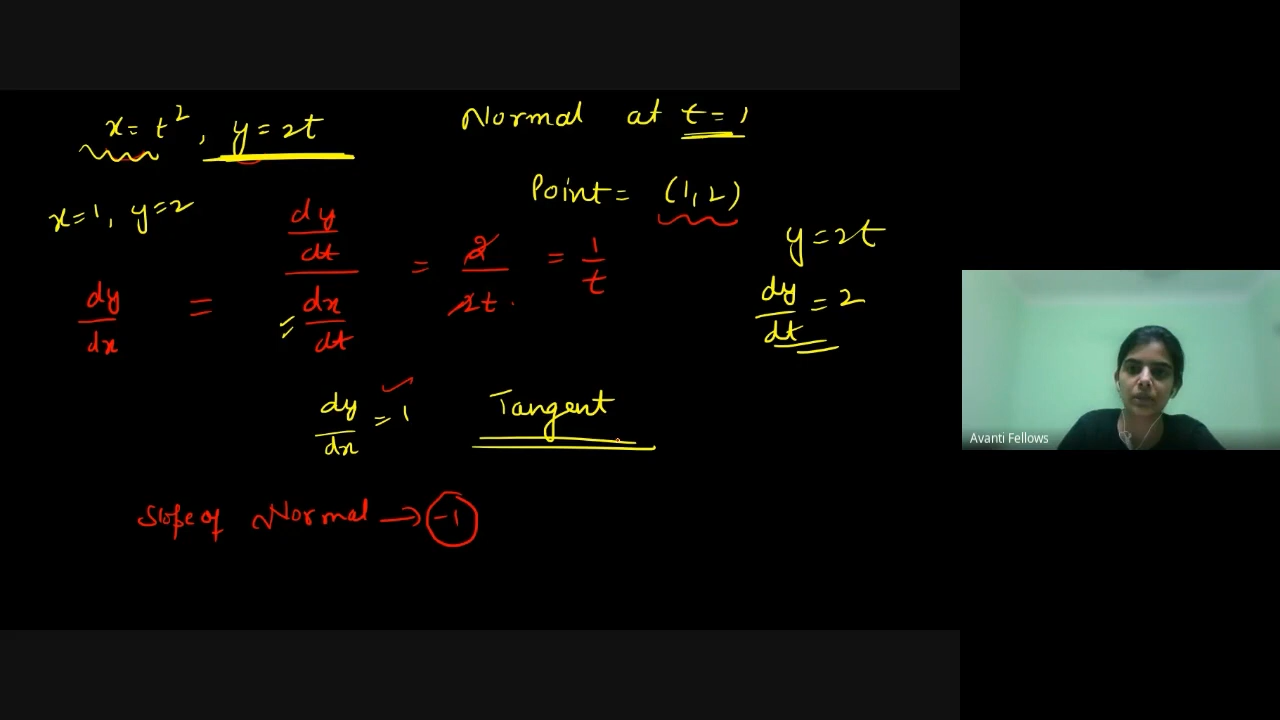 x = t², y = 2t
Normal at t = 1
Point = (1, 2)
x = 1, y = 2
dy/dx = (dy/dt)/(dx/dt) = 2/2t = 1/t
y = 2t
dy/dt = 2
dy/dx = 1
Tangent
Slope of Normal → -1
Avanti Fellows